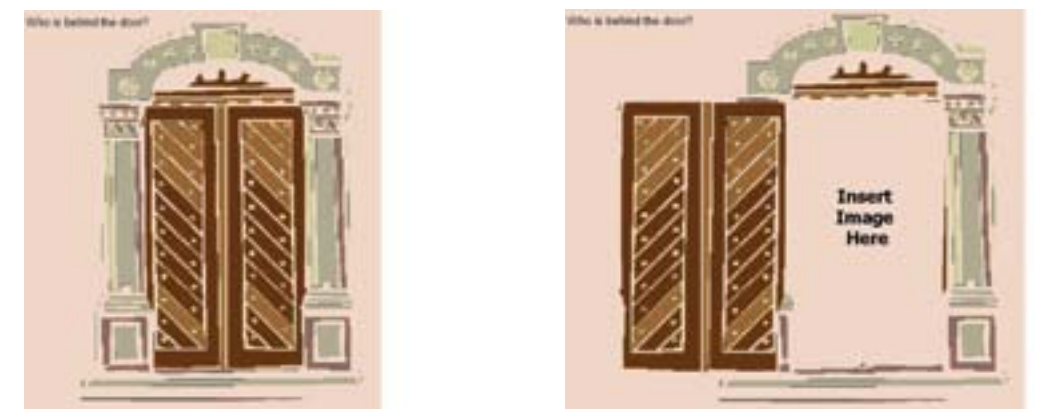 Who is behind the door?
Who is behind the door?
Insert
Image
Here